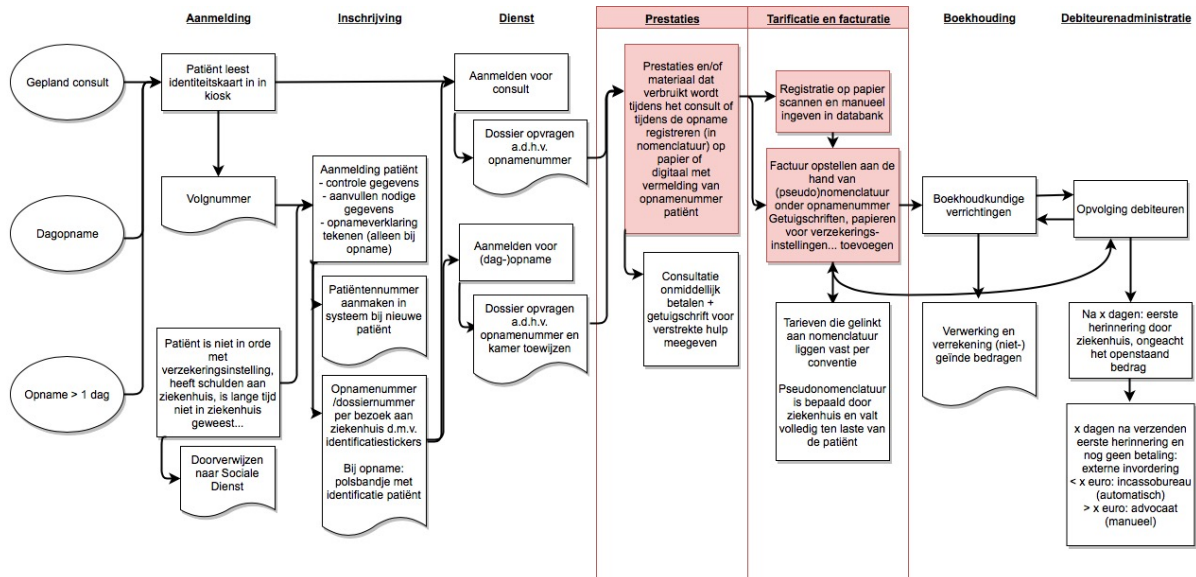 Aanmelding
Inschrijving
Dienst
Prestaties
Tarificatie en facturatie
Boekhouding
Debiteurenadministratie
Gepland consult
Dagopname
Opname > 1 dag
Patiënt leest
identiteitskaart in in
kiosk
Volgnummer
Patiënt is niet in orde
met
verzekeringsinstelling,
heeft schulden aan
ziekenhuis, is lange tijd
niet in ziekenhuis
geweest...
Doorverwijzen
naar Sociale
Dienst
Aanmelding patiënt
- controle gegevens
- aanvullen nodige
gegevens
- opnameverklaring
tekenen (alleen bij
opname)
Patiëntennummer
aanmaken in
systeem bij nieuwe
patiënt
Opnamenummer
/dossiernummer
per bezoek aan
ziekenhuis d.m.v.
identificatiestickers
Bij opname:
polsbandje met
identificatie patiënt
Aanmelden voor
consult
Dossier opvragen
a.d.h.v.
opnamenummer
Aanmelden voor
(dag-)opname
Dossier opvragen
a.d.h.v.
opnamenummer en
kamer toewijzen
Prestaties en/of
materiaal dat
verbruikt wordt
tijdens het consult of
tijdens de opname
registreren (in
nomenclatuur) op
papier of
digitaal met
vermelding van
opnamenummer
patiënt
Consultatie
onmiddellijk
betalen +
getuigschrift voor
verstrekte hulp
meegeven
Registratie op papier
scannen en manueel
ingeven in databank
Factuur opstellen aan de
hand van
(pseudo)nomenclatuur
onder opnamenummer
Getuigschriften, papieren
voor verzekerings-
instellingen... toevoegen
Tarieven die gelinkt
aan nomenclatuur
liggen vast per
conventie
Pseudonomenclatuur
is bepaald door
ziekenhuis en valt
volledig ten laste van
de patiënt
Boekhoudkundige
verrichtingen
Verwerking en
verrekening (niet-)
geïnde bedragen
Opvolging debiteuren
Na x dagen: eerste
herinnering door
ziekenhuis, ongeacht
het openstaand
bedrag
x dagen na verzenden
eerste herinnering en
nog geen betaling:
externe invordering
< x euro: incassobureau
(automatisch)
> x euro: advocaat
(manueel)